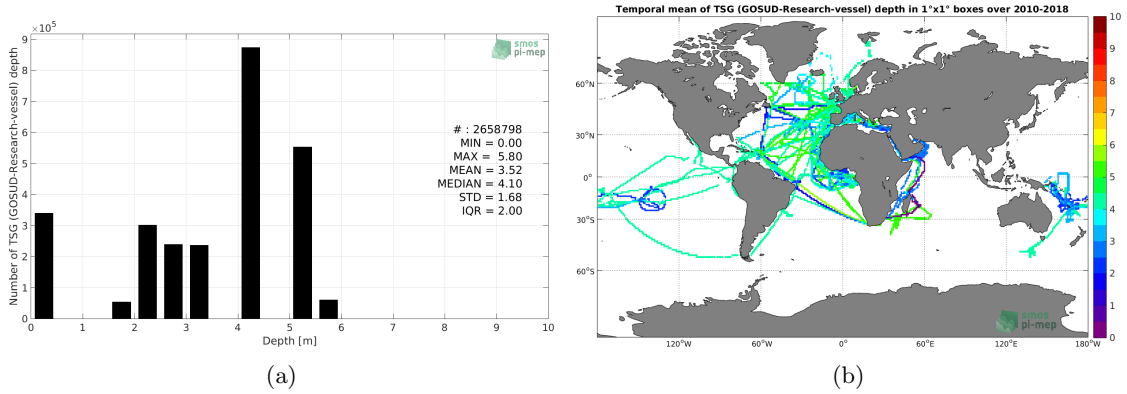 ×10⁵
9
8
7
6
5
4
3
2
1
0
Number of TSG (GOSUD-Research-vessel) depth
smos
pi-mep
# : 2658798
MIN = 0.00
MAX = 5.80
MEAN = 3.52
MEDIAN = 4.10
STD = 1.68
IQR = 2.00
0 1 2 3 4 5 6 7 8 9 10
Depth [m]
(a)
Temporal mean of TSG (GOSUD-Research-vessel) depth in 1°x1° boxes over 2010-2018
60°N
30°N
0°
30°S
60°S
120°W 60°W 0° 60°E 120°E 180°W
smos
pi-mep
10
9
8
7
6
5
4
3
2
1
0
(b)